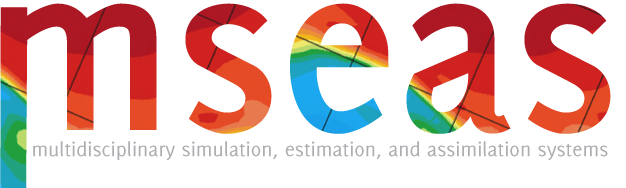 mseas
multidisciplinary simulation, estimation, and assimilation systems